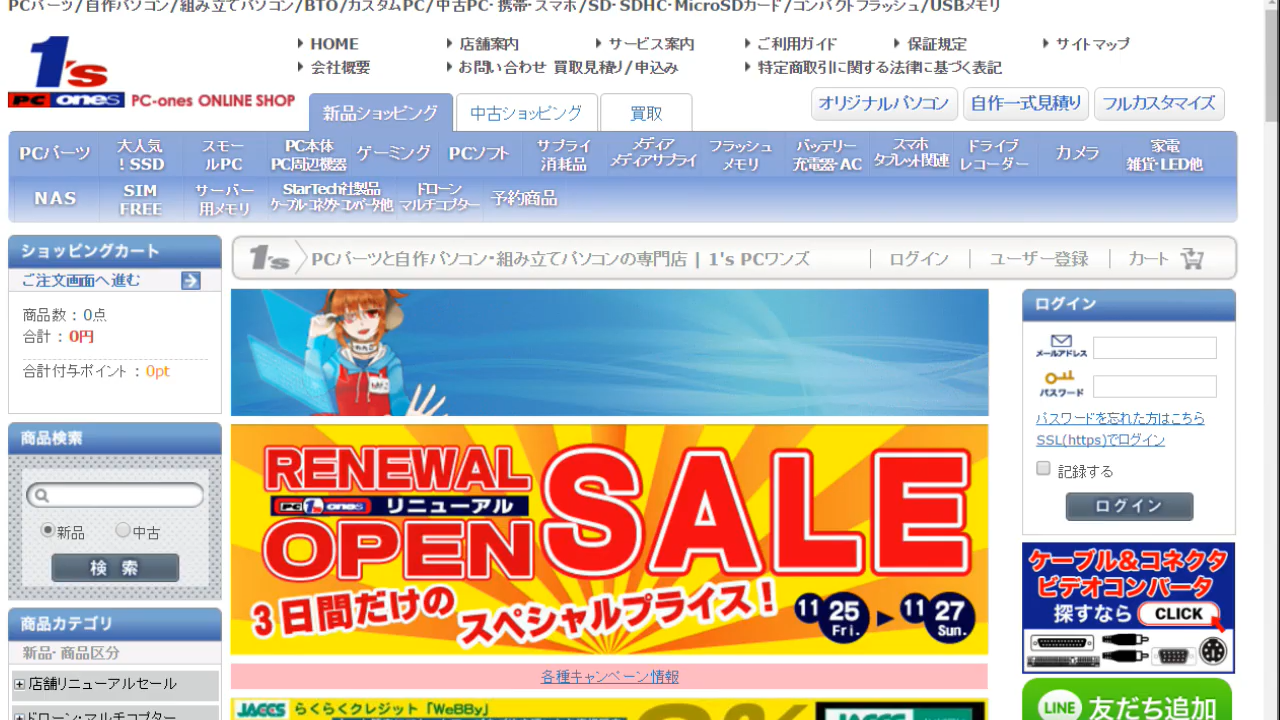 PCパーツ/自作パソコン/組み立てパソコン/BTO/カスタムPC/中古PC・携帯・スマホ/SD・SDHC・MicroSDカード/コンパクトフラッシュ/USBメモリ
HOME
店舗案内
サービス案内
ご利用ガイド
保証規定
サイトマップ
会社概要
お問い合わせ 買取見積り/申込み
特定商取引に関する法律に基づく表記
1's
PC ones
PC-ones ONLINE SHOP
新品ショッピング
中古ショッピング
買取
オリジナルパソコン
自作一式見積り
フルカスタマイズ
PCパーツ
大人気
!SSD
スモー
ルPC
PC本体
PC周辺機器
ゲーミング
PCソフト
サプライ
消耗品
メディア
メディアサプライ
フラッシュ
メモリ
バッテリー
充電器・AC
スマホ
タブレット関連
ドライブ
レコーダー
カメラ
家電
雑貨・LED他
NAS
SIM
FREE
サーバー
用メモリ
StarTech社製品
ケーブル・コネクタ・コンバータ他
ドローン
マルチコプター
予約商品
ショッピングカート
ご注文画面へ進む
商品数:0点
合計:0円
合計付与ポイント:0pt
1's
PCパーツと自作パソコン・組み立てパソコンの専門店 | 1's PCワンズ
ログイン
ユーザー登録
カート
ログイン
メールアドレス
パスワード
パスワードを忘れた方はこちら
SSL(https)でログイン
記録する
ログイン
商品検索
新品
中古
検 索
RENEWAL
PC 1 ones リニューアル
OPEN
SALE
3日間だけのスペシャルプライス!
11 25 Fri. ▶ 11 27 Sun.
ケーブル&コネクタ
ビデオコンバータ
探すなら CLICK
商品カテゴリ
新品・商品区分
店舗リニューアルセール
ドローン・マルチコプター
各種キャンペーン情報
JACCS らくらくクレジット「WeBBy」
JACCS
LINE 友だち追加